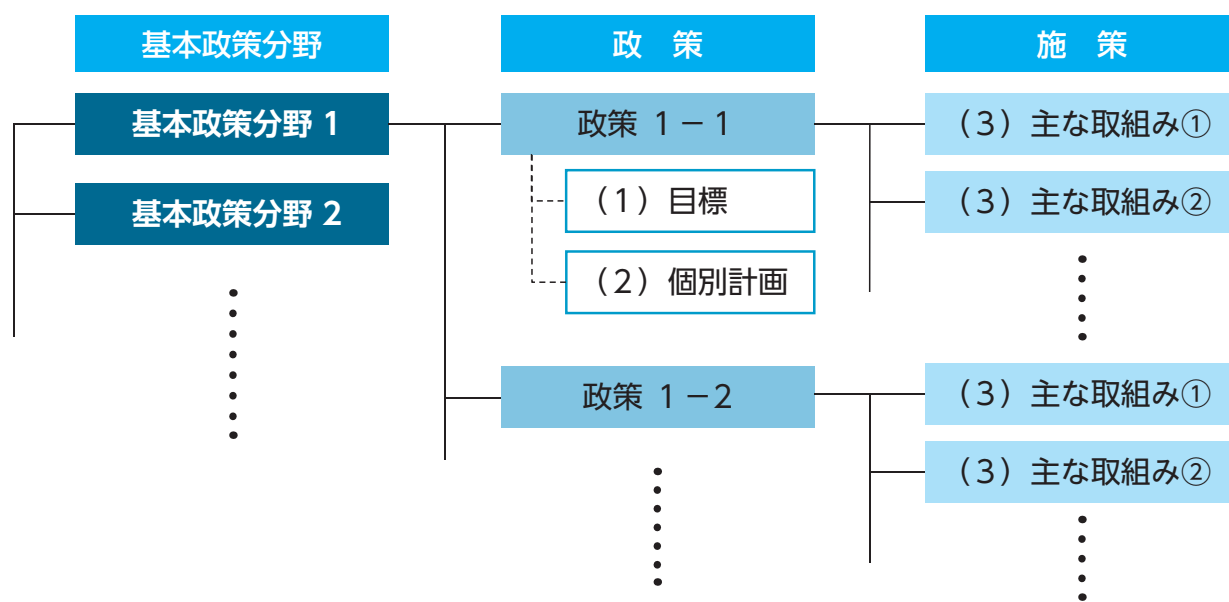 基本政策分野
政　策
施　策
基本政策分野 1
政策 １－１
（３）主な取組み①
（１）目標
（３）主な取組み②
基本政策分野 2
（２）個別計画
政策 １－２
（３）主な取組み①
（３）主な取組み②